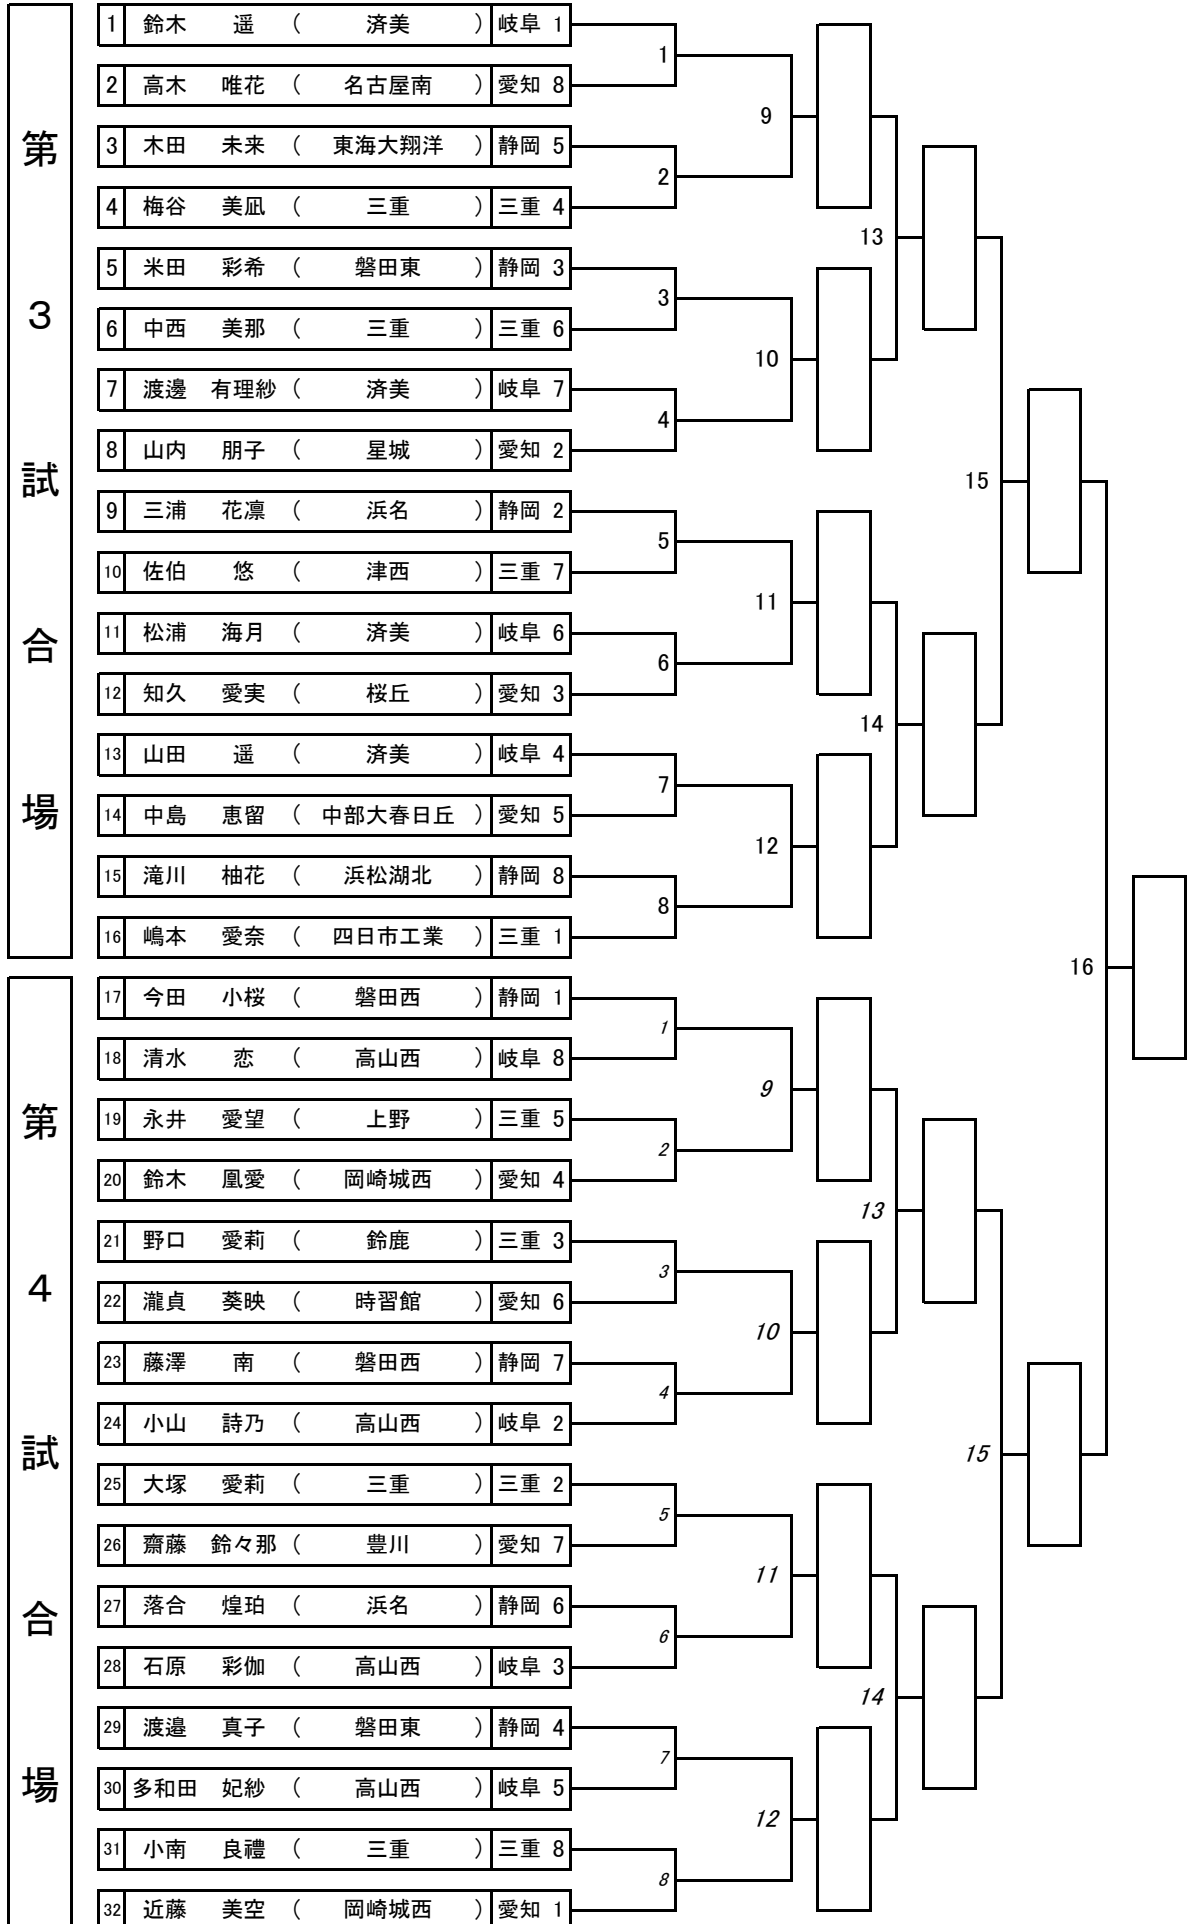 第3試合場
1 鈴木 遥 ( 済美 ) 岐阜 1
2 高木 唯花 ( 名古屋南 ) 愛知 8
3 木田 未来 ( 東海大翔洋 ) 静岡 5
4 梅谷 美凪 ( 三重 ) 三重 4
5 米田 彩希 ( 磐田東 ) 静岡 3
6 中西 美那 ( 三重 ) 三重 6
7 渡邊 有理紗 ( 済美 ) 岐阜 7
8 山内 朋子 ( 星城 ) 愛知 2
9 三浦 花凛 ( 浜名 ) 静岡 2
10 佐伯 悠 ( 津西 ) 三重 7
11 松浦 海月 ( 済美 ) 岐阜 6
12 知久 愛実 ( 桜丘 ) 愛知 3
13 山田 遥 ( 済美 ) 岐阜 4
14 中島 恵留 ( 中部大春日丘 ) 愛知 5
15 滝川 柚花 ( 浜松湖北 ) 静岡 8
16 嶋本 愛奈 ( 四日市工業 ) 三重 1
1
2
3
4
5
6
7
8
9
10
11
12
13
14
15
16
第4試合場
17 今田 小桜 ( 磐田西 ) 静岡 1
18 清水 恋 ( 高山西 ) 岐阜 8
19 永井 愛望 ( 上野 ) 三重 5
20 鈴木 凰愛 ( 岡崎城西 ) 愛知 4
21 野口 愛莉 ( 鈴鹿 ) 三重 3
22 瀧貞 葵映 ( 時習館 ) 愛知 6
23 藤澤 南 ( 磐田西 ) 静岡 7
24 小山 詩乃 ( 高山西 ) 岐阜 2
25 大塚 愛莉 ( 三重 ) 三重 2
26 齋藤 鈴々那 ( 豊川 ) 愛知 7
27 落合 煌珀 ( 浜名 ) 静岡 6
28 石原 彩伽 ( 高山西 ) 岐阜 3
29 渡邉 真子 ( 磐田東 ) 静岡 4
30 多和田 妃紗 ( 高山西 ) 岐阜 5
31 小南 良禮 ( 三重 ) 三重 8
32 近藤 美空 ( 岡崎城西 ) 愛知 1
1
2
3
4
5
6
7
8
9
10
11
12
13
14
15